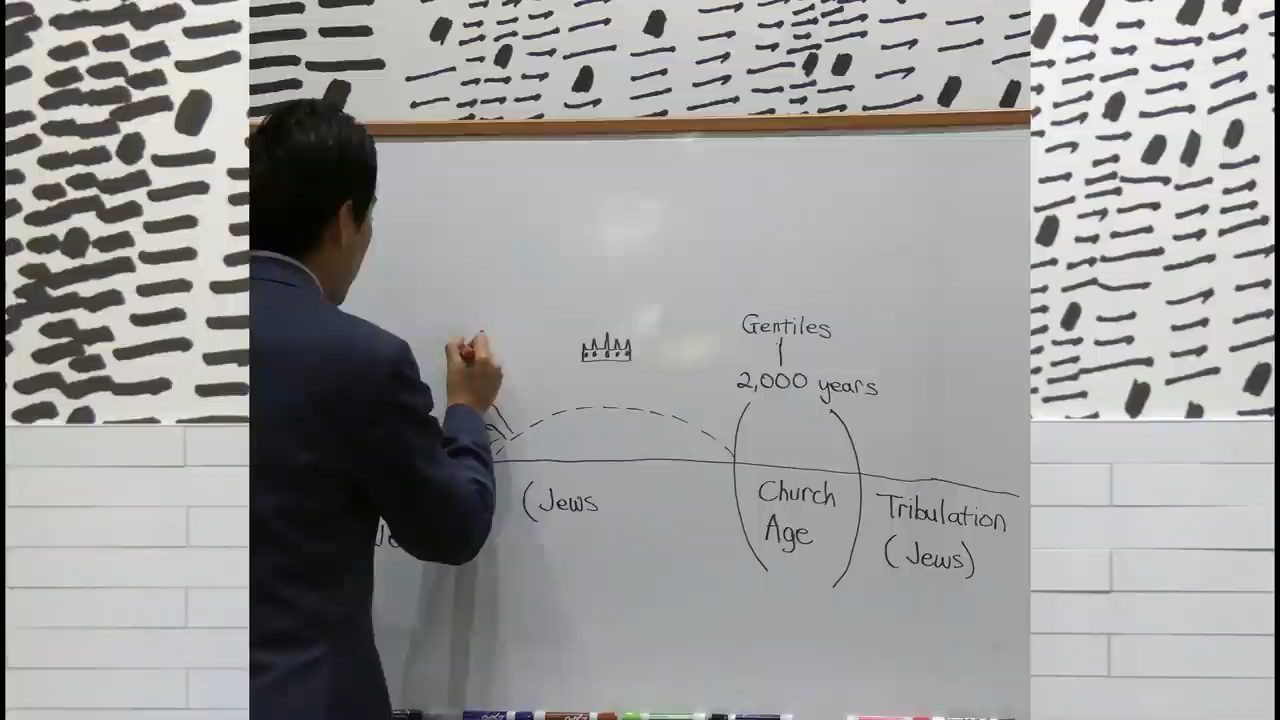 Gentiles
2,000 years
(Jews
Church
Age
Tribulation
(Jews)